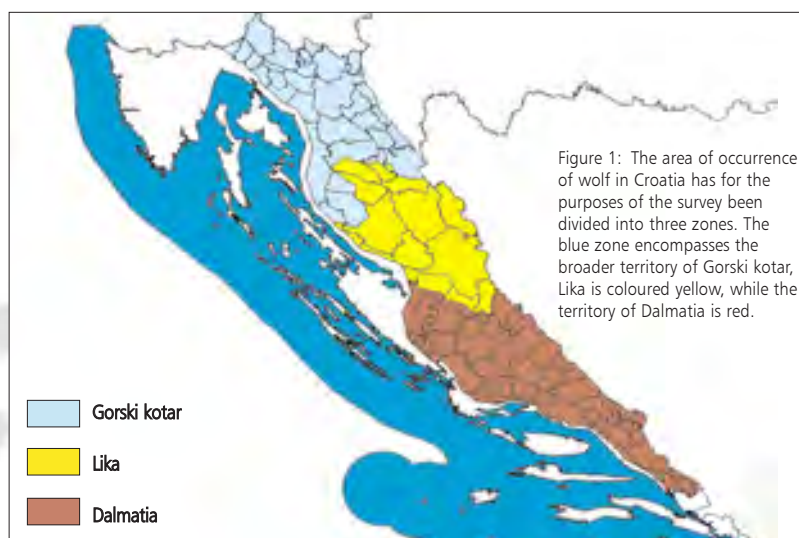 Figure 1: The area of occurrence
of wolf in Croatia has for the
purposes of the survey been
divided into three zones. The
blue zone encompasses the
broader territory of Gorski kotar,
Lika is coloured yellow, while the
territory of Dalmatia is red.
Gorski kotar
Lika
Dalmatia